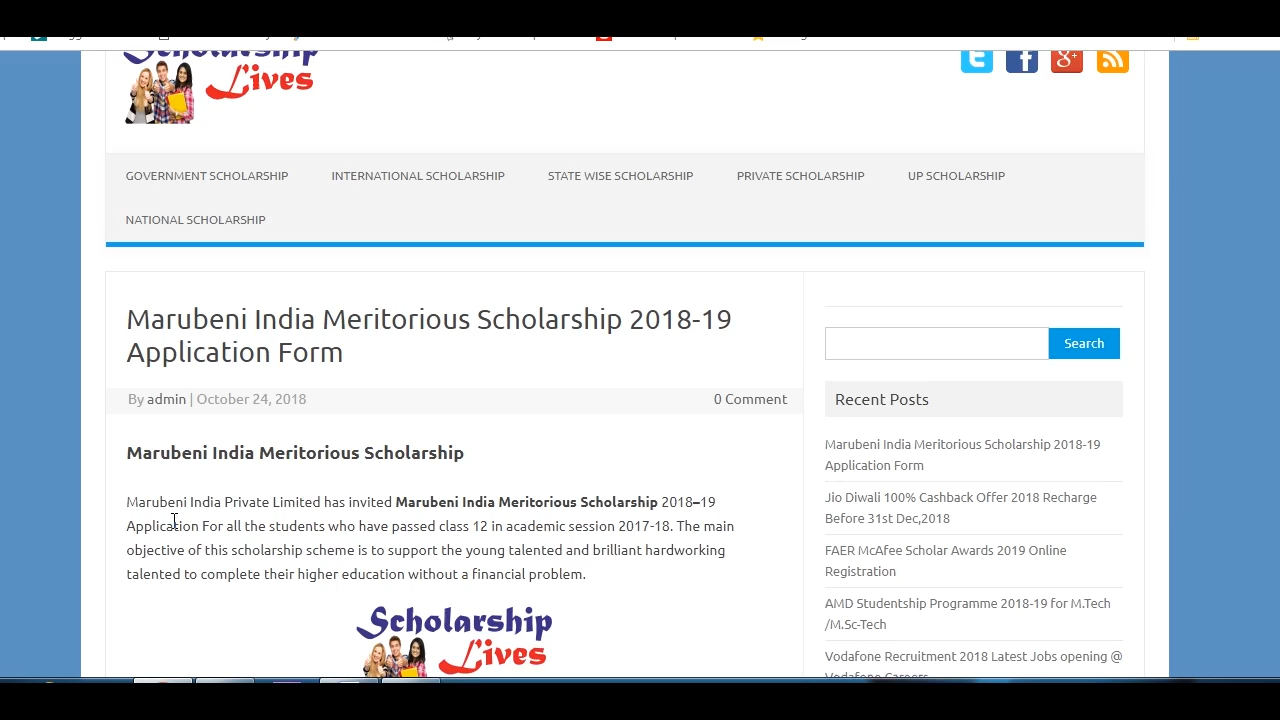 Scholarship
Lives
GOVERNMENT SCHOLARSHIP INTERNATIONAL SCHOLARSHIP STATE WISE SCHOLARSHIP PRIVATE SCHOLARSHIP UP SCHOLARSHIP
NATIONAL SCHOLARSHIP
Marubeni India Meritorious Scholarship 2018-19
Application Form
By admin | October 24, 2018 0 Comment
Marubeni India Meritorious Scholarship
Marubeni India Private Limited has invited Marubeni India Meritorious Scholarship 2018–19
Application For all the students who have passed class 12 in academic session 2017-18. The main
objective of this scholarship scheme is to support the young talented and brilliant hardworking
talented to complete their higher education without a financial problem.
Scholarship
Lives
Search
Recent Posts
Marubeni India Meritorious Scholarship 2018-19
Application Form
Jio Diwali 100% Cashback Offer 2018 Recharge
Before 31st Dec,2018
FAER McAfee Scholar Awards 2019 Online
Registration
AMD Studentship Programme 2018-19 for M.Tech
/M.Sc-Tech
Vodafone Recruitment 2018 Latest Jobs opening @
Vodafone Careers